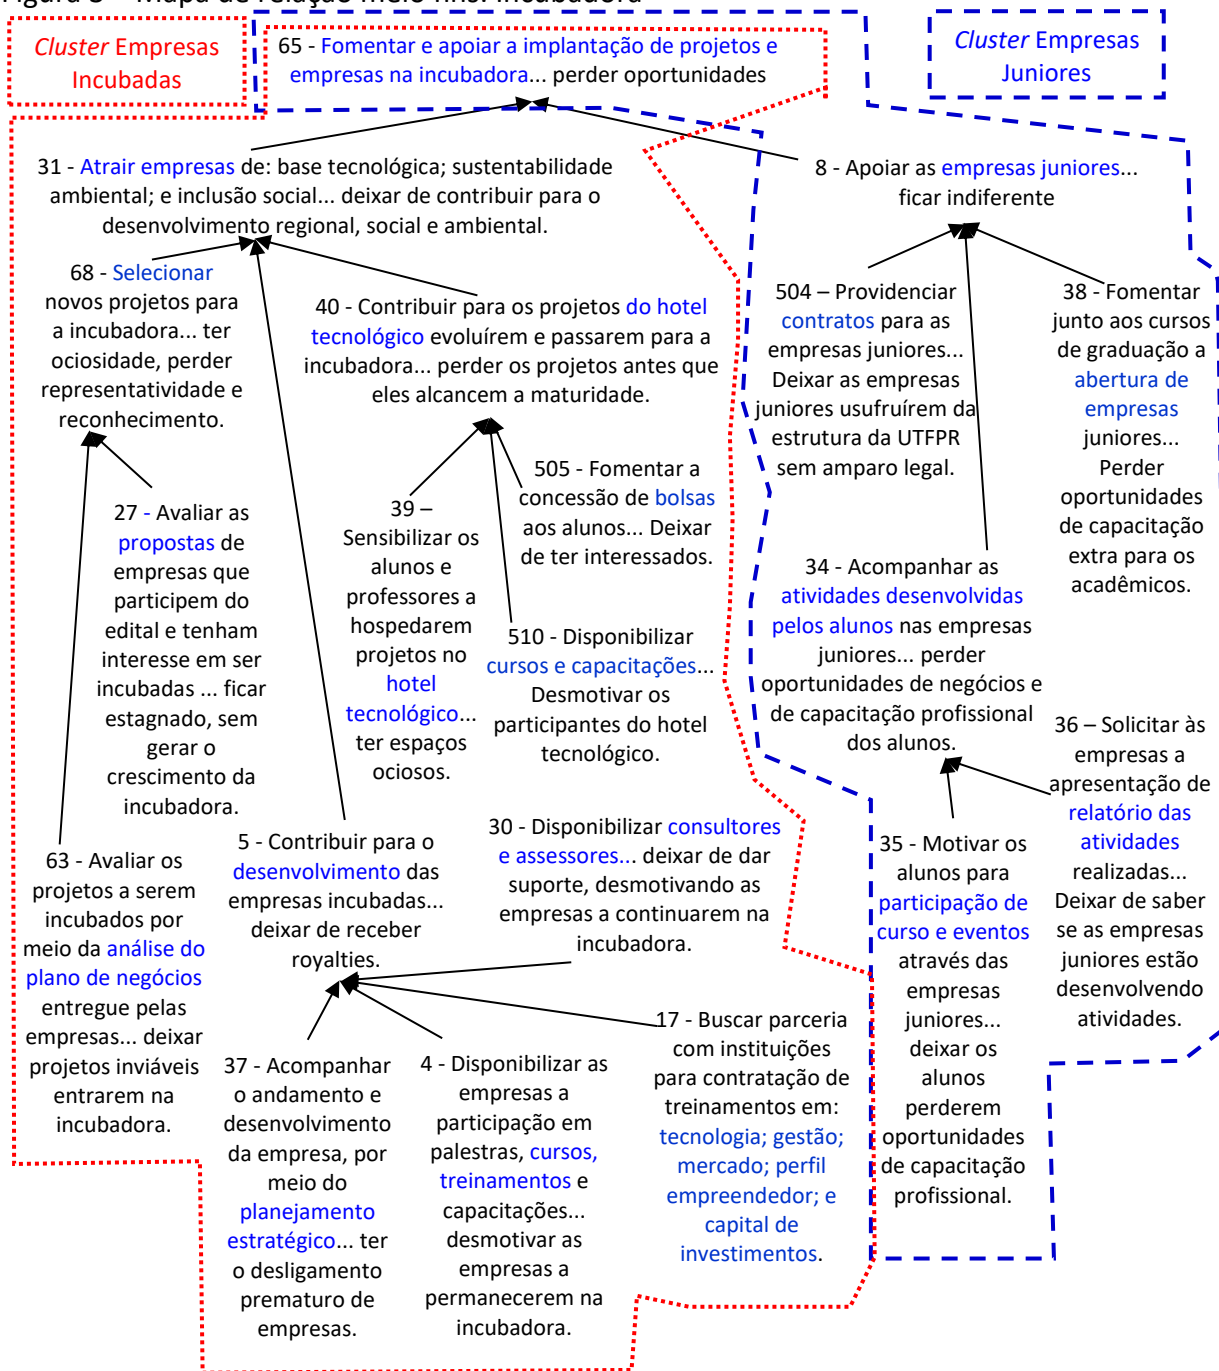 Figura 3 – Mapa de relação meio fins: incubadora
Cluster Empresas
Incubadas
65 - Fomentar e apoiar a implantação de projetos e
empresas na incubadora... perder oportunidades
Cluster Empresas
Juniores
31 - Atrair empresas de: base tecnológica; sustentabilidade
ambiental; e inclusão social... deixar de contribuir para o
desenvolvimento regional, social e ambiental.
8 - Apoiar as empresas juniores...
ficar indiferente
68 - Selecionar
novos projetos para
a incubadora... ter
ociosidade, perder
representatividade e
reconhecimento.
40 - Contribuir para os projetos do hotel
tecnológico evoluírem e passarem para a
incubadora... perder os projetos antes que
eles alcancem a maturidade.
504 – Providenciar
contratos para as
empresas juniores...
Deixar as empresas
juniores usufruírem da
estrutura da UTFPR
sem amparo legal.
38 - Fomentar
junto aos cursos
de graduação a
abertura de
empresas
juniores...
Perder
oportunidades
de capacitação
extra para os
acadêmicos.
27 - Avaliar as
propostas de
empresas que
participem do
edital e tenham
interesse em ser
incubadas ... ficar
estagnado, sem
gerar o
crescimento da
incubadora.
39 –
Sensibilizar os
alunos e
professores a
hospedarem
projetos no
hotel
tecnológico...
ter espaços
ociosos.
505 - Fomentar a
concessão de bolsas
aos alunos... Deixar
de ter interessados.
510 - Disponibilizar
cursos e capacitações...
Desmotivar os
participantes do hotel
tecnológico.
34 - Acompanhar as
atividades desenvolvidas
pelos alunos nas empresas
juniores... perder
oportunidades de negócios e
de capacitação profissional
dos alunos.
36 – Solicitar às
empresas a
apresentação de
relatório das
atividades
realizadas...
Deixar de saber
se as empresas
juniores estão
desenvolvendo
atividades.
63 - Avaliar os
projetos a serem
incubados por
meio da análise do
plano de negócios
entregue pelas
empresas... deixar
projetos inviáveis
entrarem na
incubadora.
5 - Contribuir para o
desenvolvimento das
empresas incubadas...
deixar de receber
royalties.
30 - Disponibilizar consultores
e assessores... deixar de dar
suporte, desmotivando as
empresas a continuarem na
incubadora.
35 - Motivar os
alunos para
participação de
curso e eventos
através das
empresas
juniores...
deixar os
alunos
perderem
oportunidades
de capacitação
profissional.
37 - Acompanhar
o andamento e
desenvolvimento
da empresa, por
meio do
planejamento
estratégico... ter
o desligamento
prematuro de
empresas.
4 - Disponibilizar as
empresas a
participação em
palestras, cursos,
treinamentos e
capacitações...
desmotivar as
empresas a
permanecerem na
incubadora.
17 - Buscar parceria
com instituições
para contratação de
treinamentos em:
tecnologia; gestão;
mercado; perfil
empreendedor; e
capital de
investimentos.